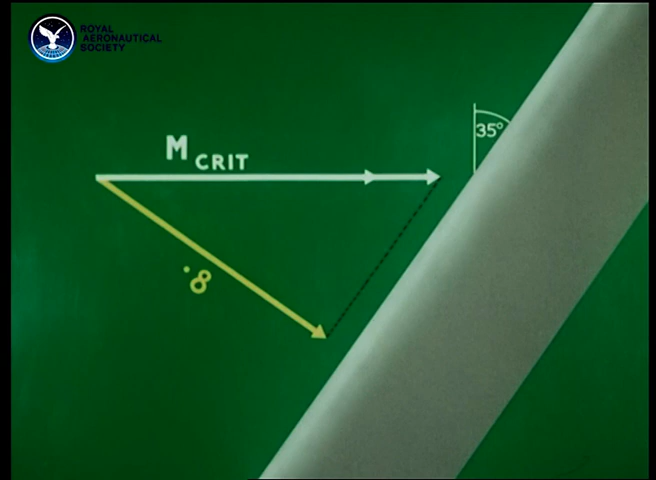 ROYAL
AERONAUTICAL
SOCIETY
M CRIT
35°
.8